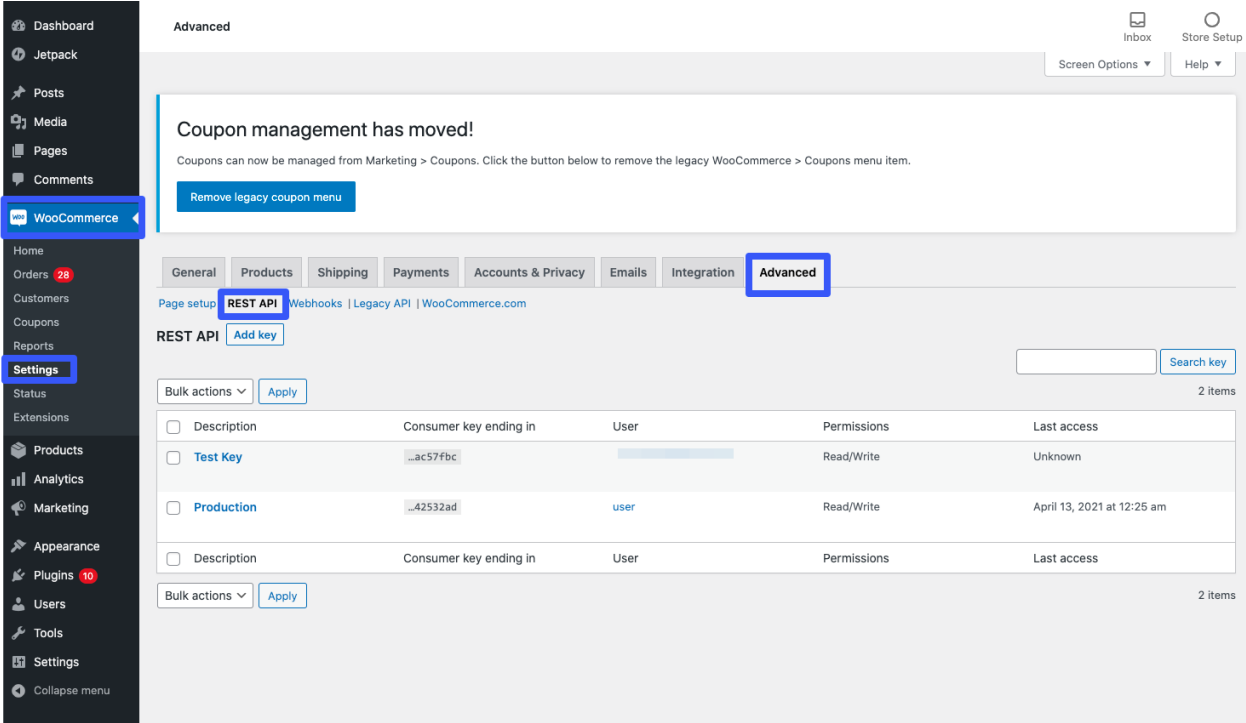 Dashboard
Jetpack
Posts
Media
Pages
Comments
WOO WooCommerce
Home
Orders 28
Customers
Coupons
Reports
Settings
Status
Extensions
Products
Analytics
Marketing
Appearance
Plugins 10
Users
Tools
Settings
Collapse menu
Advanced
Inbox
Store Setup
Screen Options ▼
Help ▼
Coupon management has moved!
Coupons can now be managed from Marketing > Coupons. Click the button below to remove the legacy WooCommerce > Coupons menu item.
Remove legacy coupon menu
General Products Shipping Payments Accounts & Privacy Emails Integration Advanced
Page setup REST API Webhooks | Legacy API | WooCommerce.com
REST API Add key
Search key
Bulk actions Apply 2 items
Description Consumer key ending in User Permissions Last access
Test Key …ac57fbc Read/Write Unknown
Production …42532ad user Read/Write April 13, 2021 at 12:25 am
Description Consumer key ending in User Permissions Last access
Bulk actions Apply 2 items